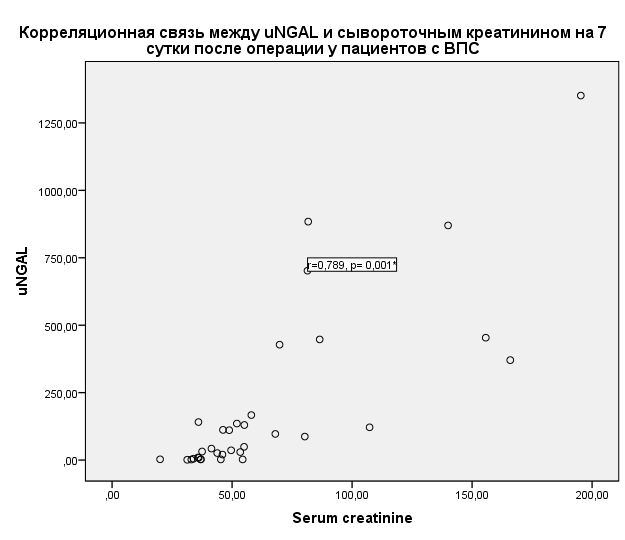 Корреляционная связь между uNGAL и сывороточным креатинином на 7
сутки после операции у пациентов с ВПС
1250,00
1000,00
750,00
r=0,789, p= 0,001*
uNGAL
500,00
250,00
,00
,00 50,00 100,00 150,00 200,00
Serum creatinine